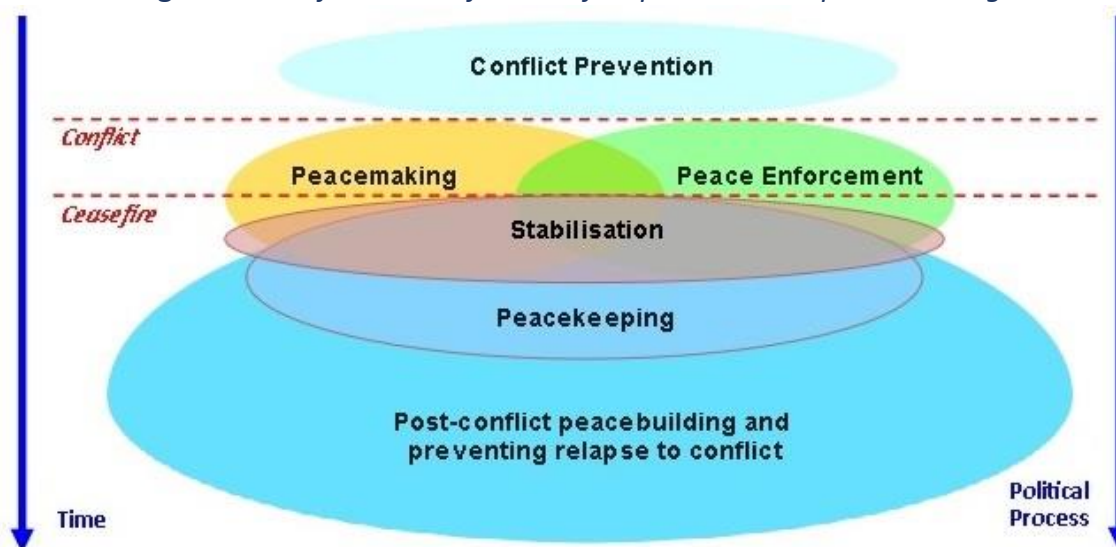 Conflict Prevention
Conflict
Peacemaking
Peace Enforcement
Ceasefire
Stabilisation
Peacekeeping
Post-conflict peacebuilding and
preventing relapse to conflict
Time
Political
Process